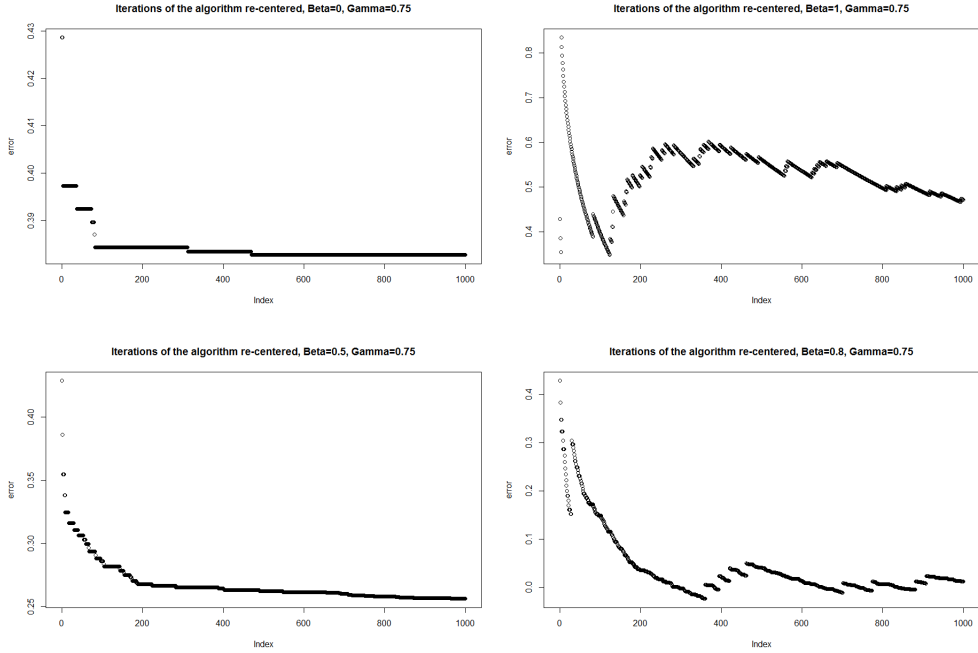 Iterations of the algorithm re-centered, Beta=0, Gamma=0.75
error
0.43
0.42
0.41
0.40
0.39
0 200 400 600 800 1000
Index
Iterations of the algorithm re-centered, Beta=1, Gamma=0.75
error
0.8
0.7
0.6
0.5
0.4
0 200 400 600 800 1000
Index
Iterations of the algorithm re-centered, Beta=0.5, Gamma=0.75
error
0.40
0.35
0.30
0.25
0 200 400 600 800 1000
Index
Iterations of the algorithm re-centered, Beta=0.8, Gamma=0.75
error
0.4
0.3
0.2
0.1
0.0
0 200 400 600 800 1000
Index